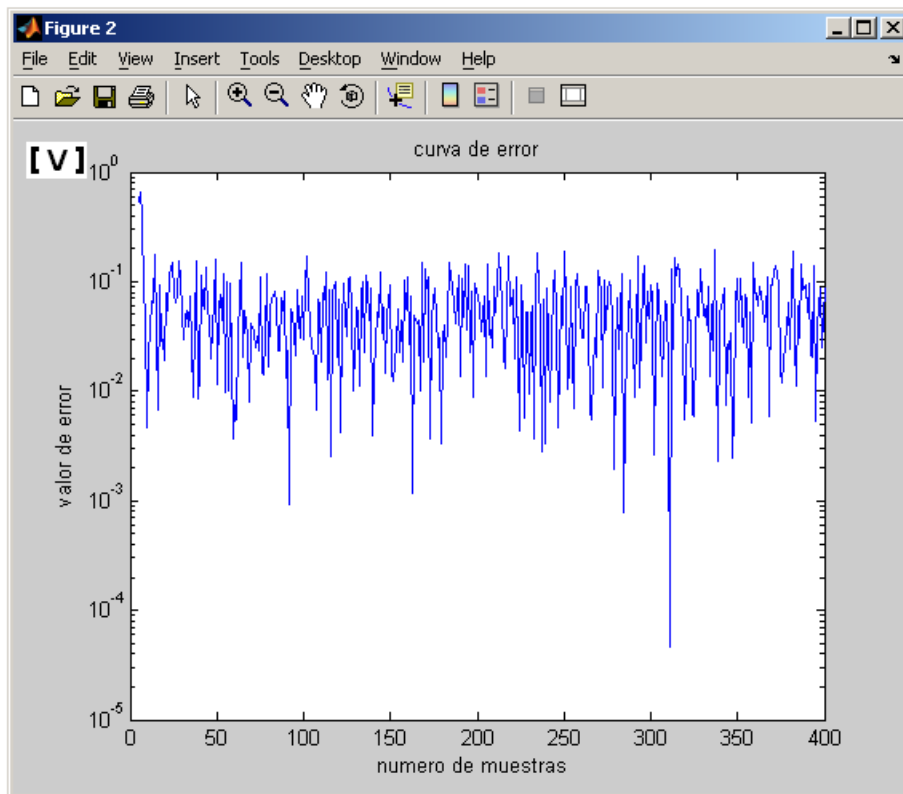 Figure 2
File Edit View Insert Tools Desktop Window Help
curva de error
[V]
10^0
10^-1
10^-2
10^-3
10^-4
10^-5
valor de error
0 50 100 150 200 250 300 350 400
numero de muestras